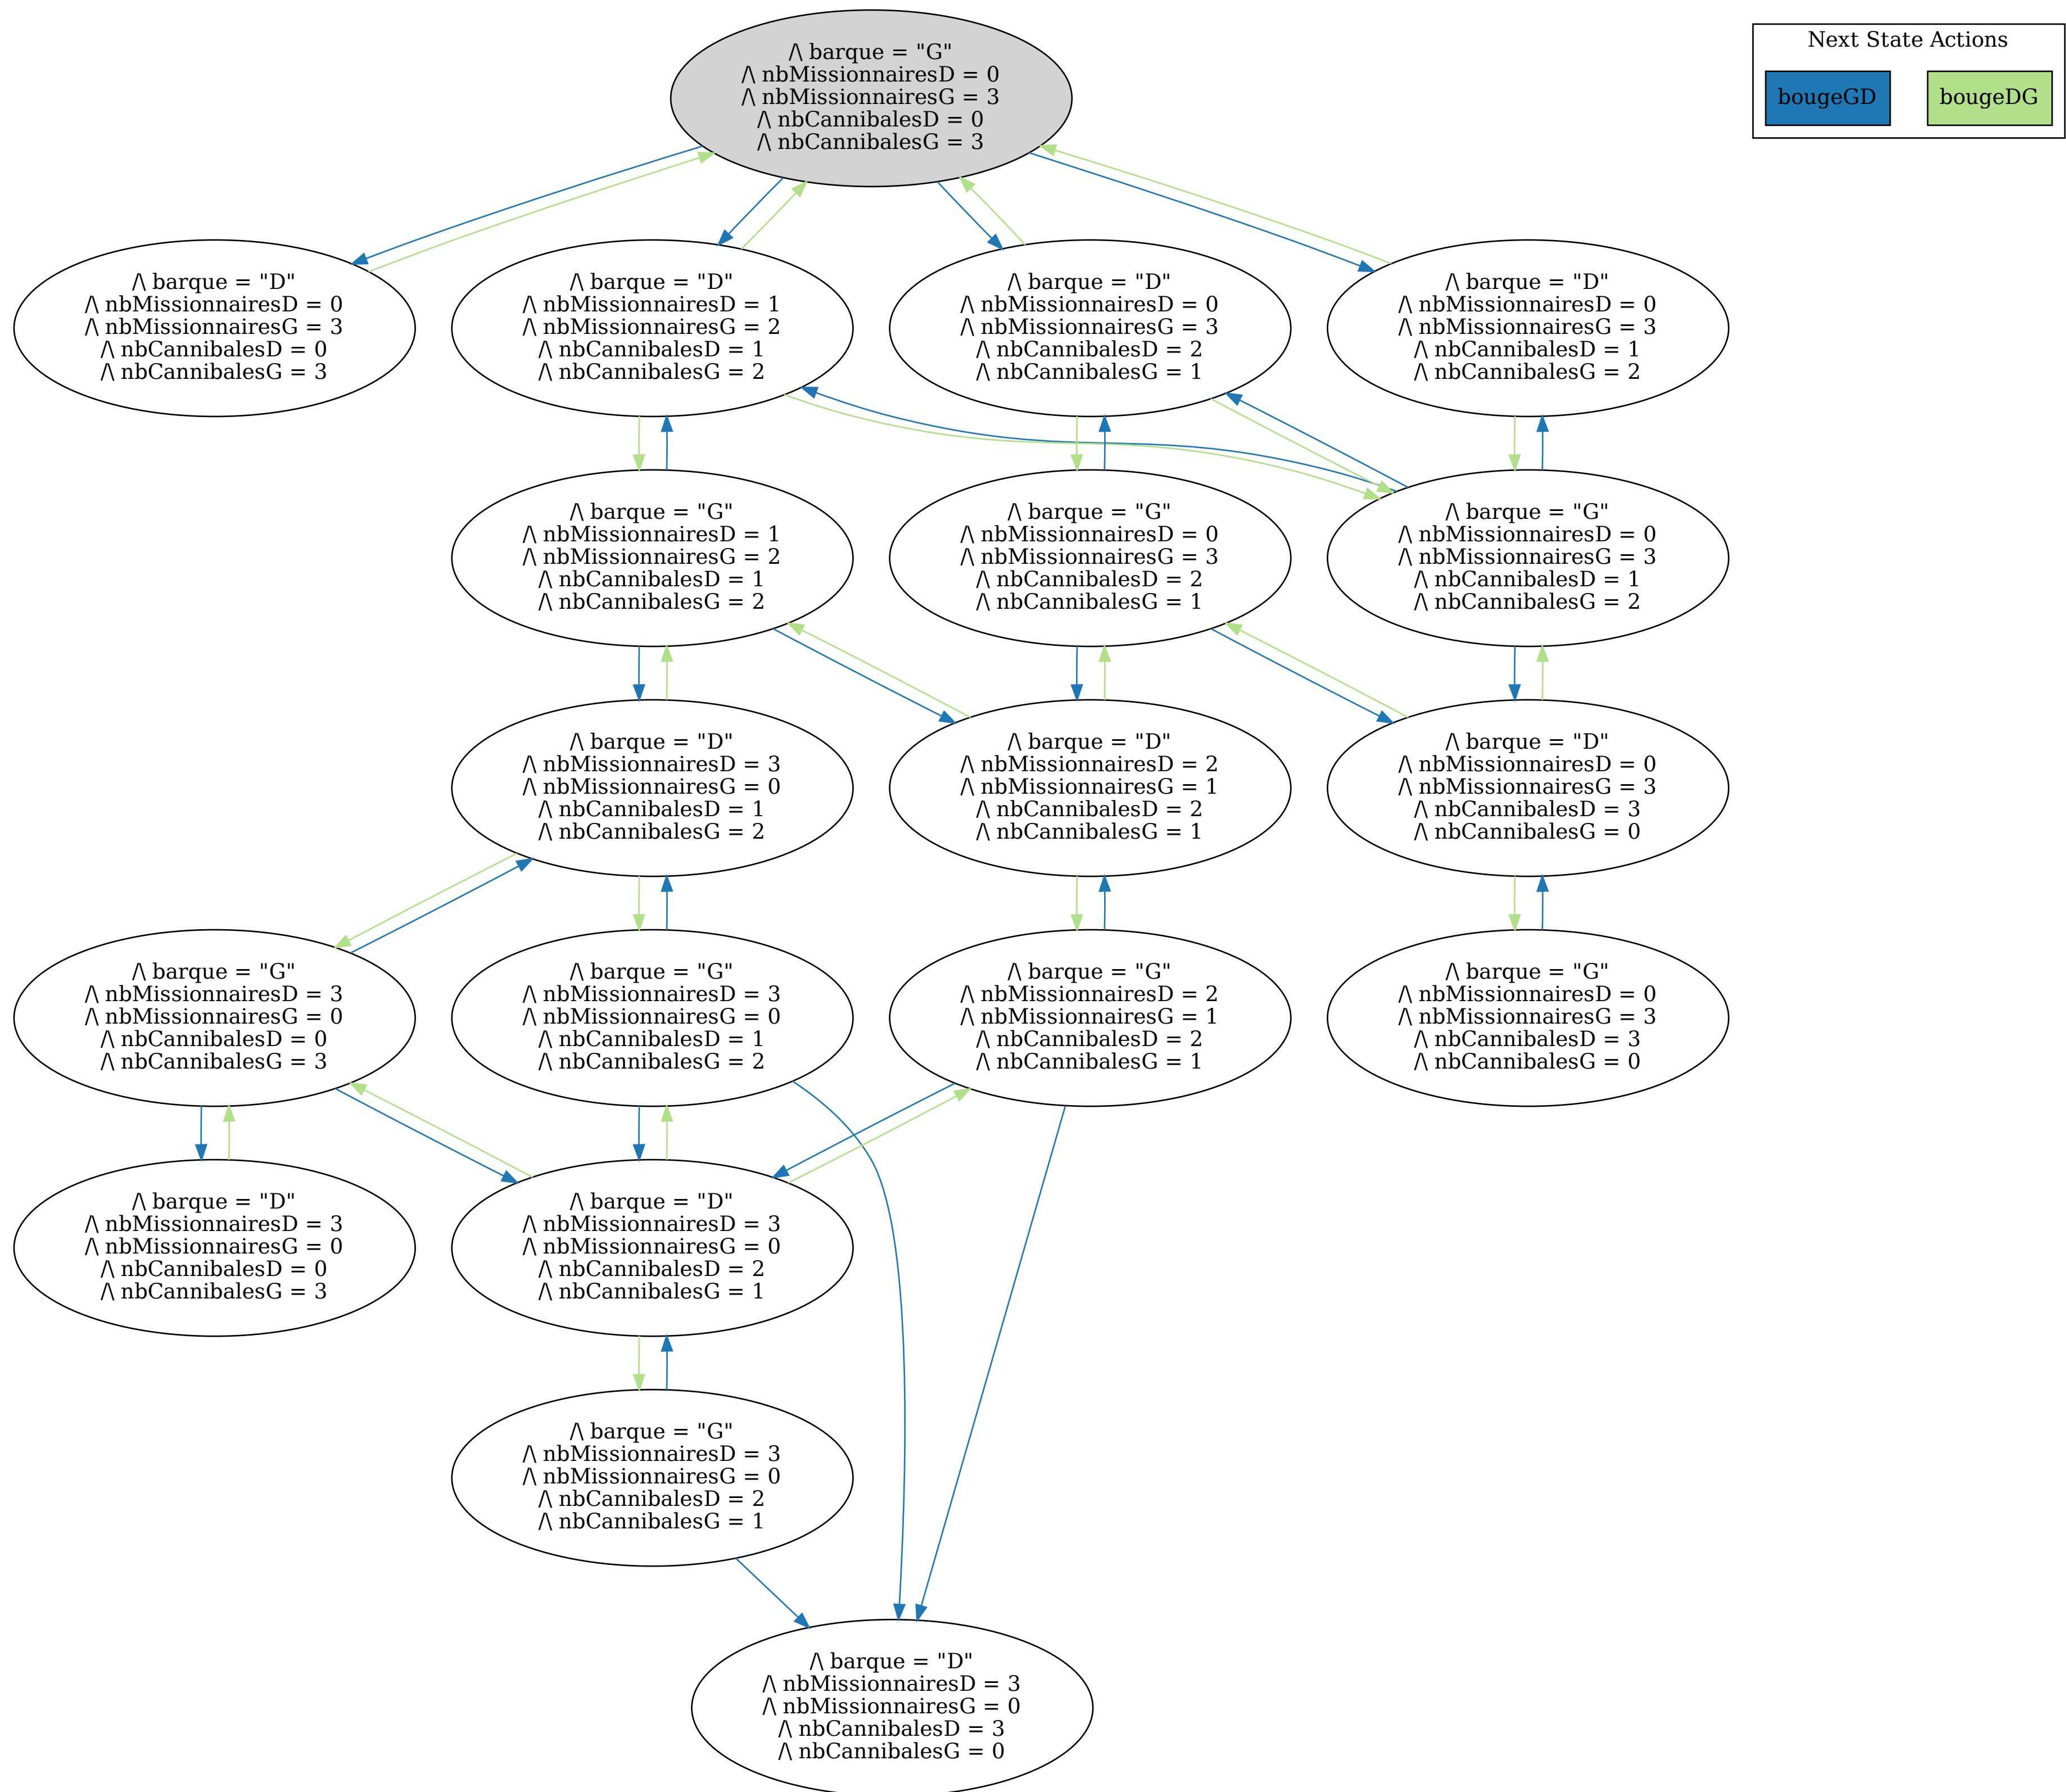 /\ barque = "G"
/\ nbMissionnairesD = 0
/\ nbMissionnairesG = 3
/\ nbCannibalesD = 0
/\ nbCannibalesG = 3
Next State Actions
bougeGD
bougeDG
/\ barque = "D"
/\ nbMissionnairesD = 0
/\ nbMissionnairesG = 3
/\ nbCannibalesD = 0
/\ nbCannibalesG = 3
/\ barque = "D"
/\ nbMissionnairesD = 1
/\ nbMissionnairesG = 2
/\ nbCannibalesD = 1
/\ nbCannibalesG = 2
/\ barque = "D"
/\ nbMissionnairesD = 0
/\ nbMissionnairesG = 3
/\ nbCannibalesD = 2
/\ nbCannibalesG = 1
/\ barque = "D"
/\ nbMissionnairesD = 0
/\ nbMissionnairesG = 3
/\ nbCannibalesD = 1
/\ nbCannibalesG = 2
/\ barque = "G"
/\ nbMissionnairesD = 1
/\ nbMissionnairesG = 2
/\ nbCannibalesD = 1
/\ nbCannibalesG = 2
/\ barque = "G"
/\ nbMissionnairesD = 0
/\ nbMissionnairesG = 3
/\ nbCannibalesD = 2
/\ nbCannibalesG = 1
/\ barque = "G"
/\ nbMissionnairesD = 0
/\ nbMissionnairesG = 3
/\ nbCannibalesD = 1
/\ nbCannibalesG = 2
/\ barque = "D"
/\ nbMissionnairesD = 3
/\ nbMissionnairesG = 0
/\ nbCannibalesD = 1
/\ nbCannibalesG = 2
/\ barque = "D"
/\ nbMissionnairesD = 2
/\ nbMissionnairesG = 1
/\ nbCannibalesD = 2
/\ nbCannibalesG = 1
/\ barque = "D"
/\ nbMissionnairesD = 0
/\ nbMissionnairesG = 3
/\ nbCannibalesD = 3
/\ nbCannibalesG = 0
/\ barque = "G"
/\ nbMissionnairesD = 3
/\ nbMissionnairesG = 0
/\ nbCannibalesD = 0
/\ nbCannibalesG = 3
/\ barque = "G"
/\ nbMissionnairesD = 3
/\ nbMissionnairesG = 0
/\ nbCannibalesD = 1
/\ nbCannibalesG = 2
/\ barque = "G"
/\ nbMissionnairesD = 2
/\ nbMissionnairesG = 1
/\ nbCannibalesD = 2
/\ nbCannibalesG = 1
/\ barque = "G"
/\ nbMissionnairesD = 0
/\ nbMissionnairesG = 3
/\ nbCannibalesD = 3
/\ nbCannibalesG = 0
/\ barque = "D"
/\ nbMissionnairesD = 3
/\ nbMissionnairesG = 0
/\ nbCannibalesD = 0
/\ nbCannibalesG = 3
/\ barque = "D"
/\ nbMissionnairesD = 3
/\ nbMissionnairesG = 0
/\ nbCannibalesD = 2
/\ nbCannibalesG = 1
/\ barque = "G"
/\ nbMissionnairesD = 3
/\ nbMissionnairesG = 0
/\ nbCannibalesD = 2
/\ nbCannibalesG = 1
/\ barque = "D"
/\ nbMissionnairesD = 3
/\ nbMissionnairesG = 0
/\ nbCannibalesD = 3
/\ nbCannibalesG = 0